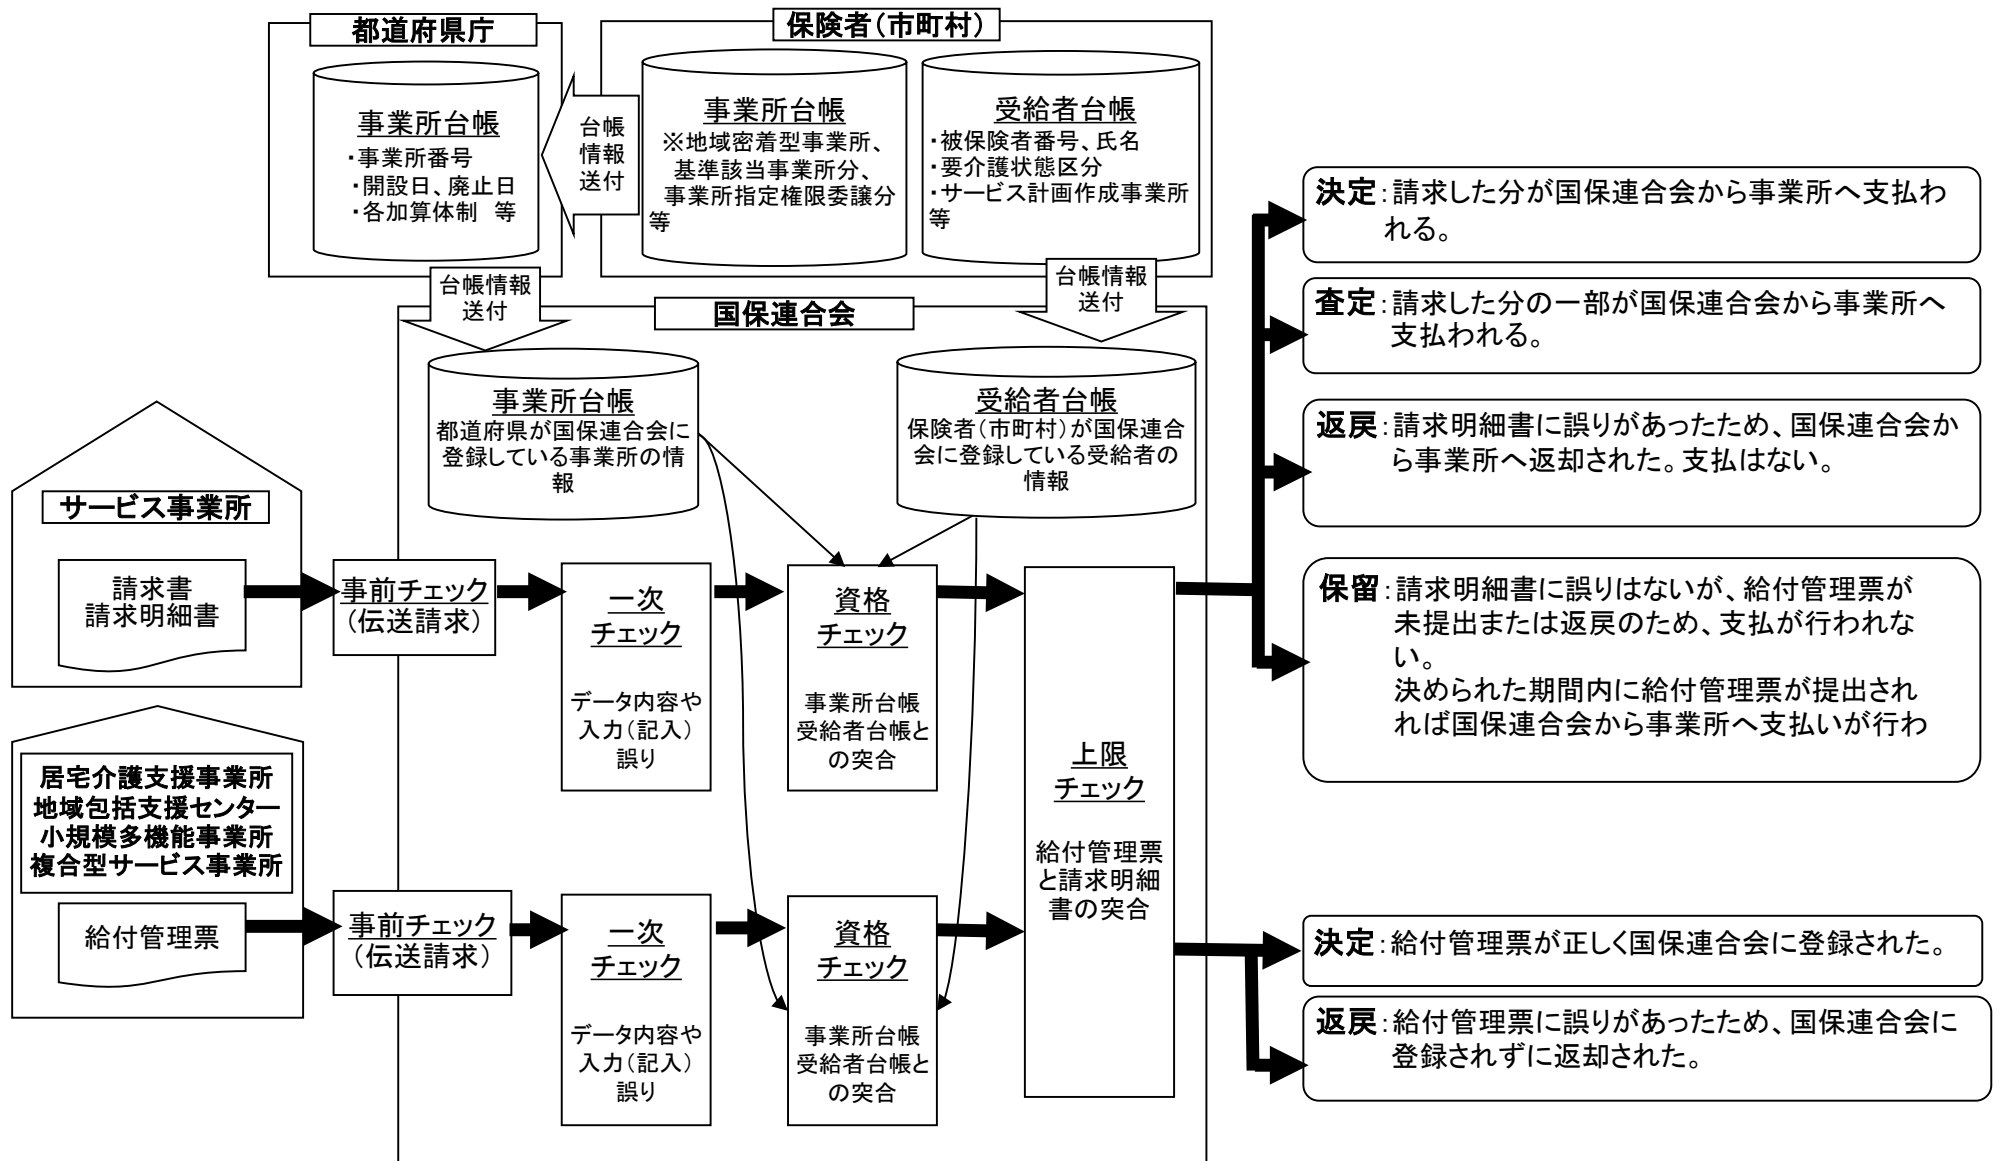 都道府県庁
事業所台帳
・事業所番号
・開設日、廃止日
・各加算体制　等
台帳
情報
送付
保険者（市町村）
事業所台帳
※地域密着型事業所、
基準該当事業所分、
事業所指定権限委譲分
等
受給者台帳
・被保険者番号、氏名
・要介護状態区分
・サービス計画作成事業所
等
台帳情報
送付
台帳情報
送付
国保連合会
事業所台帳
都道府県が国保連合会に
登録している事業所の情
報
受給者台帳
保険者（市町村）が国保連合
会に登録している受給者の
情報
サービス事業所
請求書
請求明細書
事前チェック
（伝送請求）
一次
チェック
データ内容や
入力（記入）
誤り
資格
チェック
事業所台帳
受給者台帳と
の突合
居宅介護支援事業所
地域包括支援センター
小規模多機能事業所
複合型サービス事業所
給付管理票
事前チェック
（伝送請求）
一次
チェック
データ内容や
入力（記入）
誤り
資格
チェック
事業所台帳
受給者台帳と
の突合
上限
チェック
給付管理票
と請求明細
書の突合
決定：請求した分が国保連合会から事業所へ支払わ
れる。
査定：請求した分の一部が国保連合会から事業所へ
支払われる。
返戻：請求明細書に誤りがあったため、国保連合会か
ら事業所へ返却された。支払はない。
保留：請求明細書に誤りはないが、給付管理票が
未提出または返戻のため、支払が行われな
い。
決められた期間内に給付管理票が提出され
れば国保連合会から事業所へ支払いが行わ
決定：給付管理票が正しく国保連合会に登録された。
返戻：給付管理票に誤りがあったため、国保連合会に
登録されずに返却された。